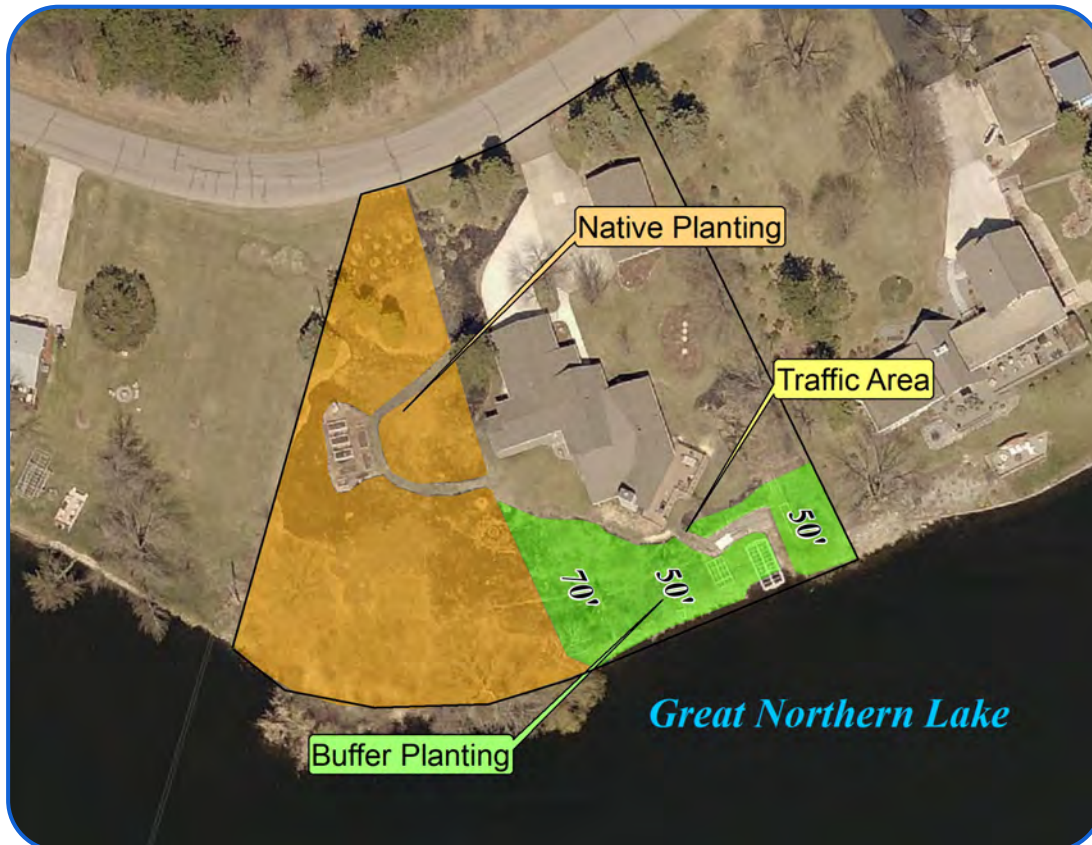 Native Planting
Traffic Area
50'
70'
50'
Great Northern Lake
Buffer Planting